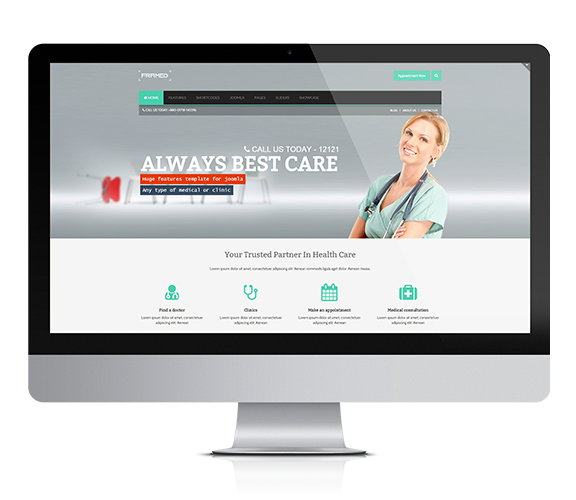 PARMED
Appointment Now
HOME FEATURES SHORTCODES JOOMLA PAGES SLIDERS SHOWCASE
CALL US TODAY
BLOG | ABOUT US | CONTACT US
CALL US TODAY - 12121
ALWAYS BEST CARE
Huge features template for joomla
Any type of medical or clinic
Your Trusted Partner In Health Care
Lorem ipsum dolor sit amet, consectetuer adipiscing elit. Aenean commodo ligula eget dolor. Aenean massa.
Find a doctor
Lorem ipsum dolor sit amet, consectetuer
adipiscing elit. Aenean
Clinics
Lorem ipsum dolor sit amet, consectetuer
adipiscing elit. Aenean
Make an appointment
Lorem ipsum dolor sit amet, consectetuer
adipiscing elit. Aenean
Medical consultation
Lorem ipsum dolor sit amet, consectetuer
adipiscing elit. Aenean